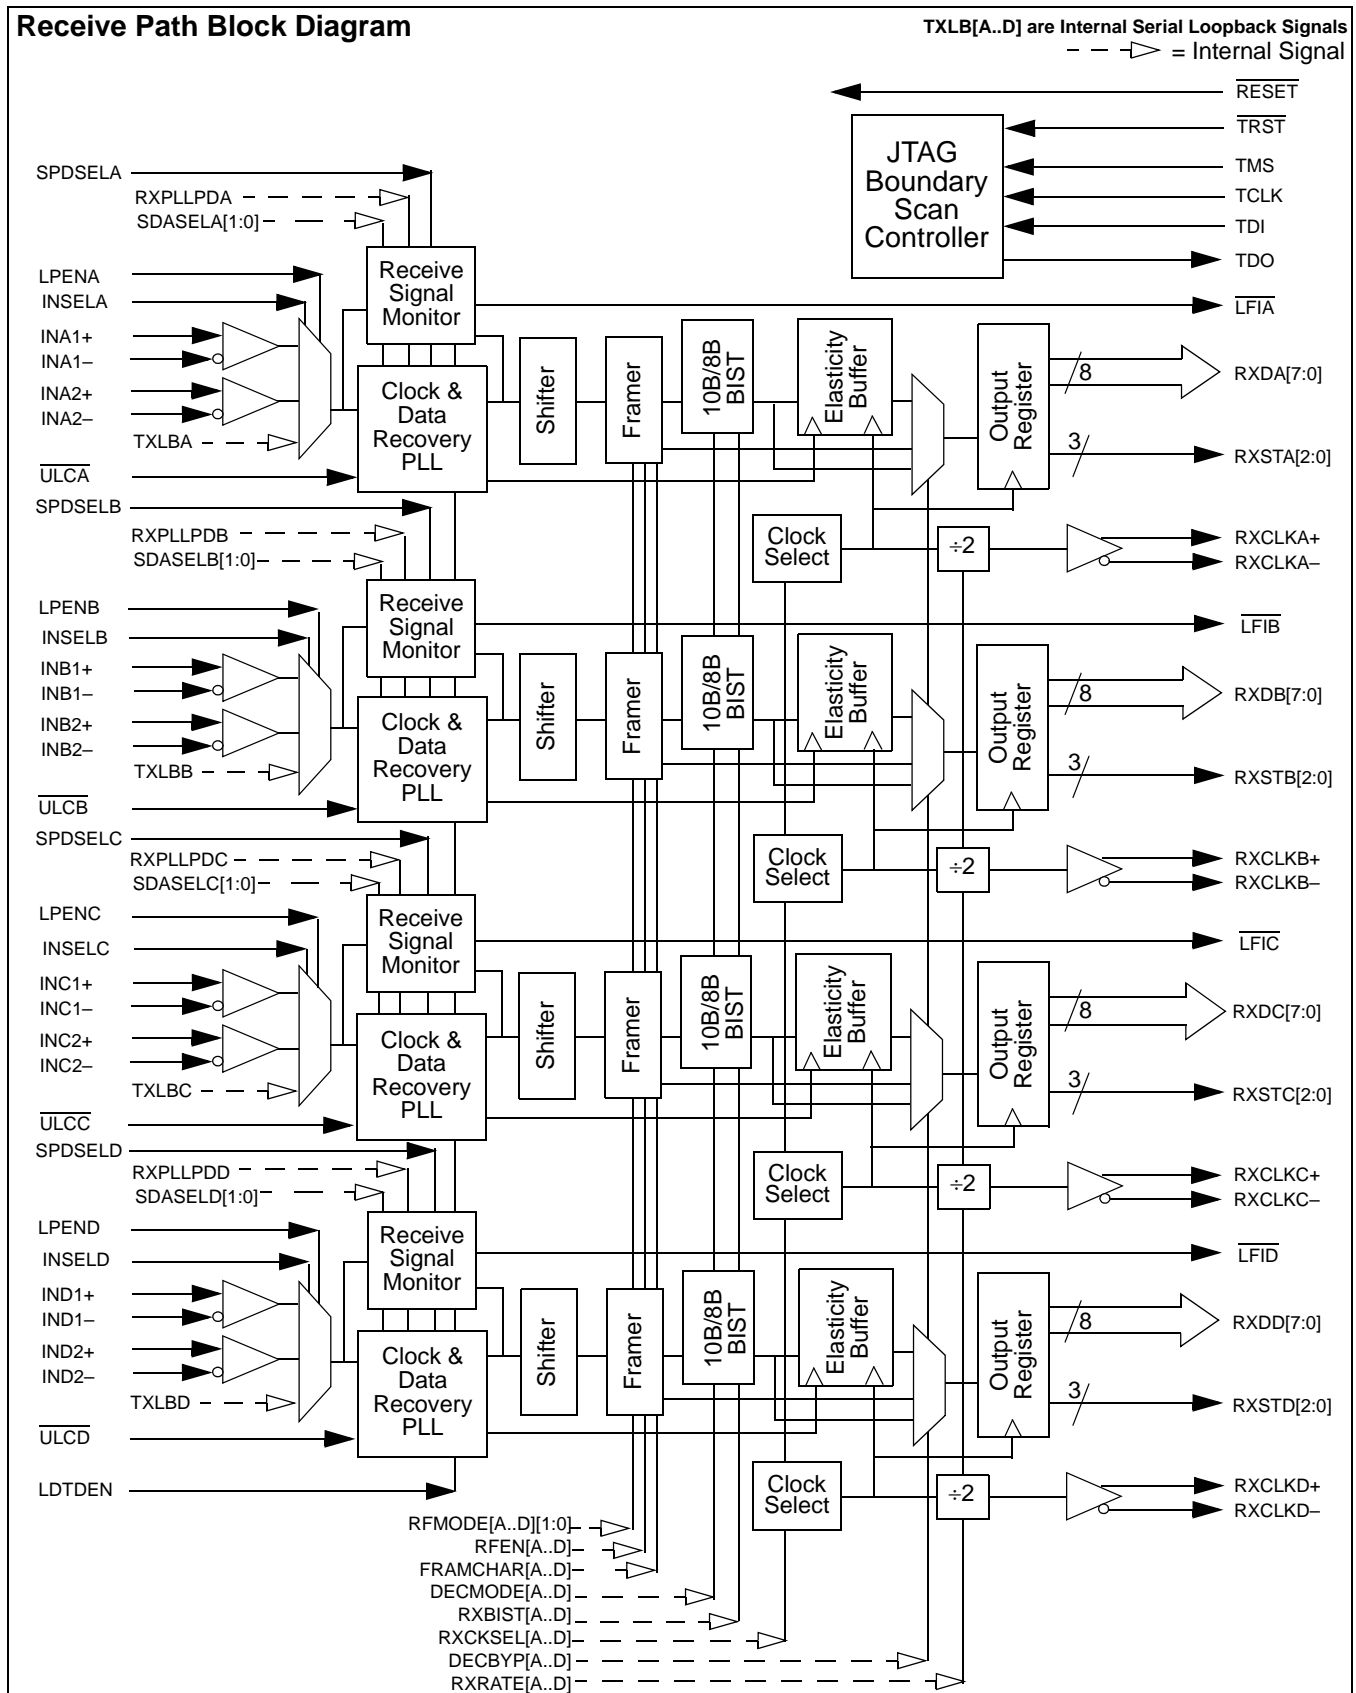 Receive Path Block Diagram
TXLB[A..D] are Internal Serial Loopback Signals
= Internal Signal
RESET
TRST
TMS
TCLK
TDI
TDO
JTAG
Boundary
Scan
Controller
SPDSELA
RXPLLPDA
SDASELA[1:0]
LPENA
INSELA
INA1+
INA1–
INA2+
INA2–
TXLBA
ULCA
Receive
Signal
Monitor
Clock &
Data
Recovery
PLL
Shifter
Framer
10B/8B
BIST
Elasticity
Buffer
Output
Register
Clock
Select
÷2
LFIA
8
RXDA[7:0]
3
RXSTA[2:0]
RXCLKA+
RXCLKA–
SPDSELB
RXPLLPDB
SDASELB[1:0]
LPENB
INSELB
INB1+
INB1–
INB2+
INB2–
TXLBB
ULCB
Receive
Signal
Monitor
Clock &
Data
Recovery
PLL
Shifter
Framer
10B/8B
BIST
Elasticity
Buffer
Output
Register
Clock
Select
÷2
LFIB
8
RXDB[7:0]
3
RXSTB[2:0]
RXCLKB+
RXCLKB–
SPDSELC
RXPLLPDC
SDASELC[1:0]
LPENC
INSELC
INC1+
INC1–
INC2+
INC2–
TXLBC
ULCC
Receive
Signal
Monitor
Clock &
Data
Recovery
PLL
Shifter
Framer
10B/8B
BIST
Elasticity
Buffer
Output
Register
Clock
Select
÷2
LFIC
8
RXDC[7:0]
3
RXSTC[2:0]
RXCLKC+
RXCLKC–
SPDSELD
RXPLLPDD
SDASELD[1:0]
LPEND
INSELD
IND1+
IND1–
IND2+
IND2–
TXLBD
ULCD
Receive
Signal
Monitor
Clock &
Data
Recovery
PLL
Shifter
Framer
10B/8B
BIST
Elasticity
Buffer
Output
Register
Clock
Select
÷2
LFID
8
RXDD[7:0]
3
RXSTD[2:0]
RXCLKD+
RXCLKD–
LDTDEN
RFMODE[A..D][1:0]
RFEN[A..D]
FRAMCHAR[A..D]
DECMODE[A..D]
RXBIST[A..D]
RXCKSEL[A..D]
DECBYP[A..D]
RXRATE[A..D]